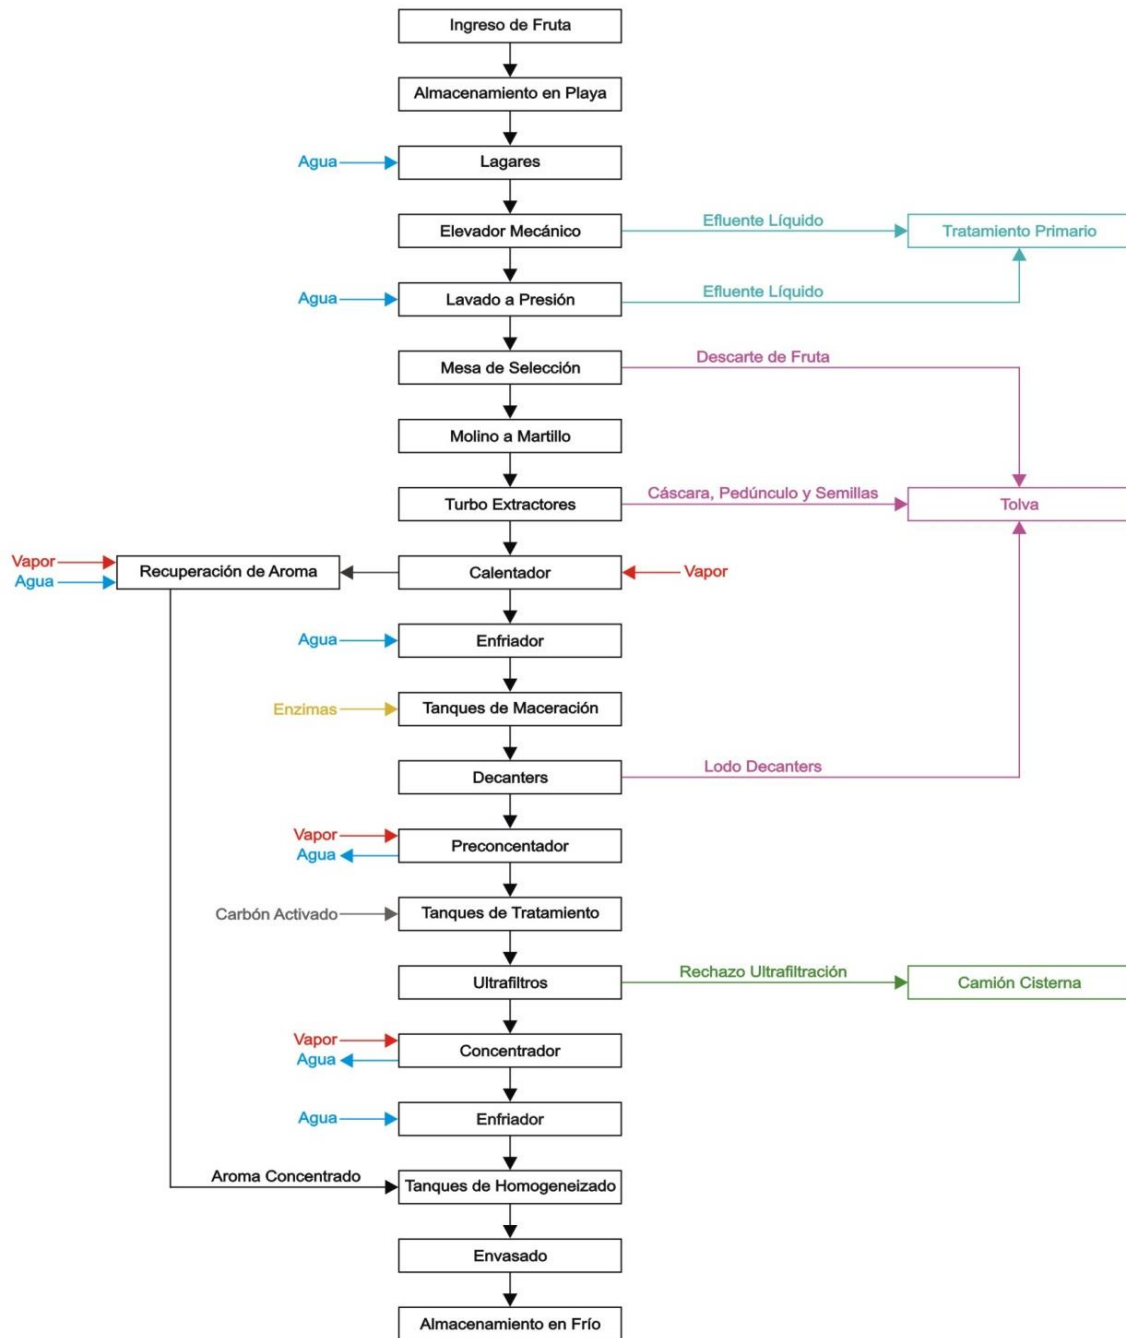 Ingreso de Fruta
Almacenamiento en Playa
Agua
Lagares
Elevador Mecánico
Efluente Líquido
Tratamiento Primario
Agua
Lavado a Presión
Efluente Líquido
Mesa de Selección
Descarte de Fruta
Molino a Martillo
Turbo Extractores
Cáscara, Pedúnculo y Semillas
Tolva
Vapor
Agua
Recuperación de Aroma
Calentador
Vapor
Agua
Enfriador
Enzimas
Tanques de Maceración
Decanters
Lodo Decanters
Vapor
Agua
Preconcentador
Carbón Activado
Tanques de Tratamiento
Ultrafiltros
Rechazo Ultrafiltración
Camión Cisterna
Vapor
Agua
Concentrador
Agua
Enfriador
Aroma Concentrado
Tanques de Homogeneizado
Envasado
Almacenamiento en Frío